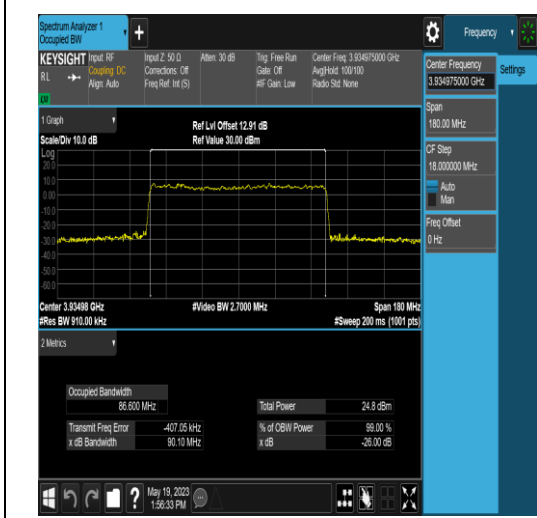 Spectrum Analyzer 1
Occupied BW
Frequency
KEYSIGHT
Input: RF
Input Z: 50 Ω
Atten: 30 dB
Trig: Free Run
Center Freq: 3.934975000 GHz
RL
Coupling: DC
Corrections: Off
Gate: Off
Avg|Hold: 100/100
Align: Auto
Freq Ref: Int (S)
#IF Gain: Low
Radio Std: None
LM
1 Graph
Ref Lvl Offset 12.91 dB
Scale/Div 10.0 dB
Ref Value 30.00 dBm
Log
20.0
10.0
0.00
-10.0
-20.0
-30.0
-40.0
-50.0
-60.0
Center 3.93498 GHz
#Video BW 2.7000 MHz
Span 180 MHz
#Res BW 910.00 kHz
#Sweep 200 ms (1001 pts)
2 Metrics
Occupied Bandwidth
86.600 MHz
Total Power
24.8 dBm
Transmit Freq Error
-407.05 kHz
% of OBW Power
99.00 %
x dB Bandwidth
90.10 MHz
x dB
-26.00 dB
May 19, 2023
1:56:33 PM
Center Frequency
3.934975000 GHz
Settings
Span
180.00 MHz
CF Step
18.000000 MHz
Auto
Man
Freq Offset
0 Hz